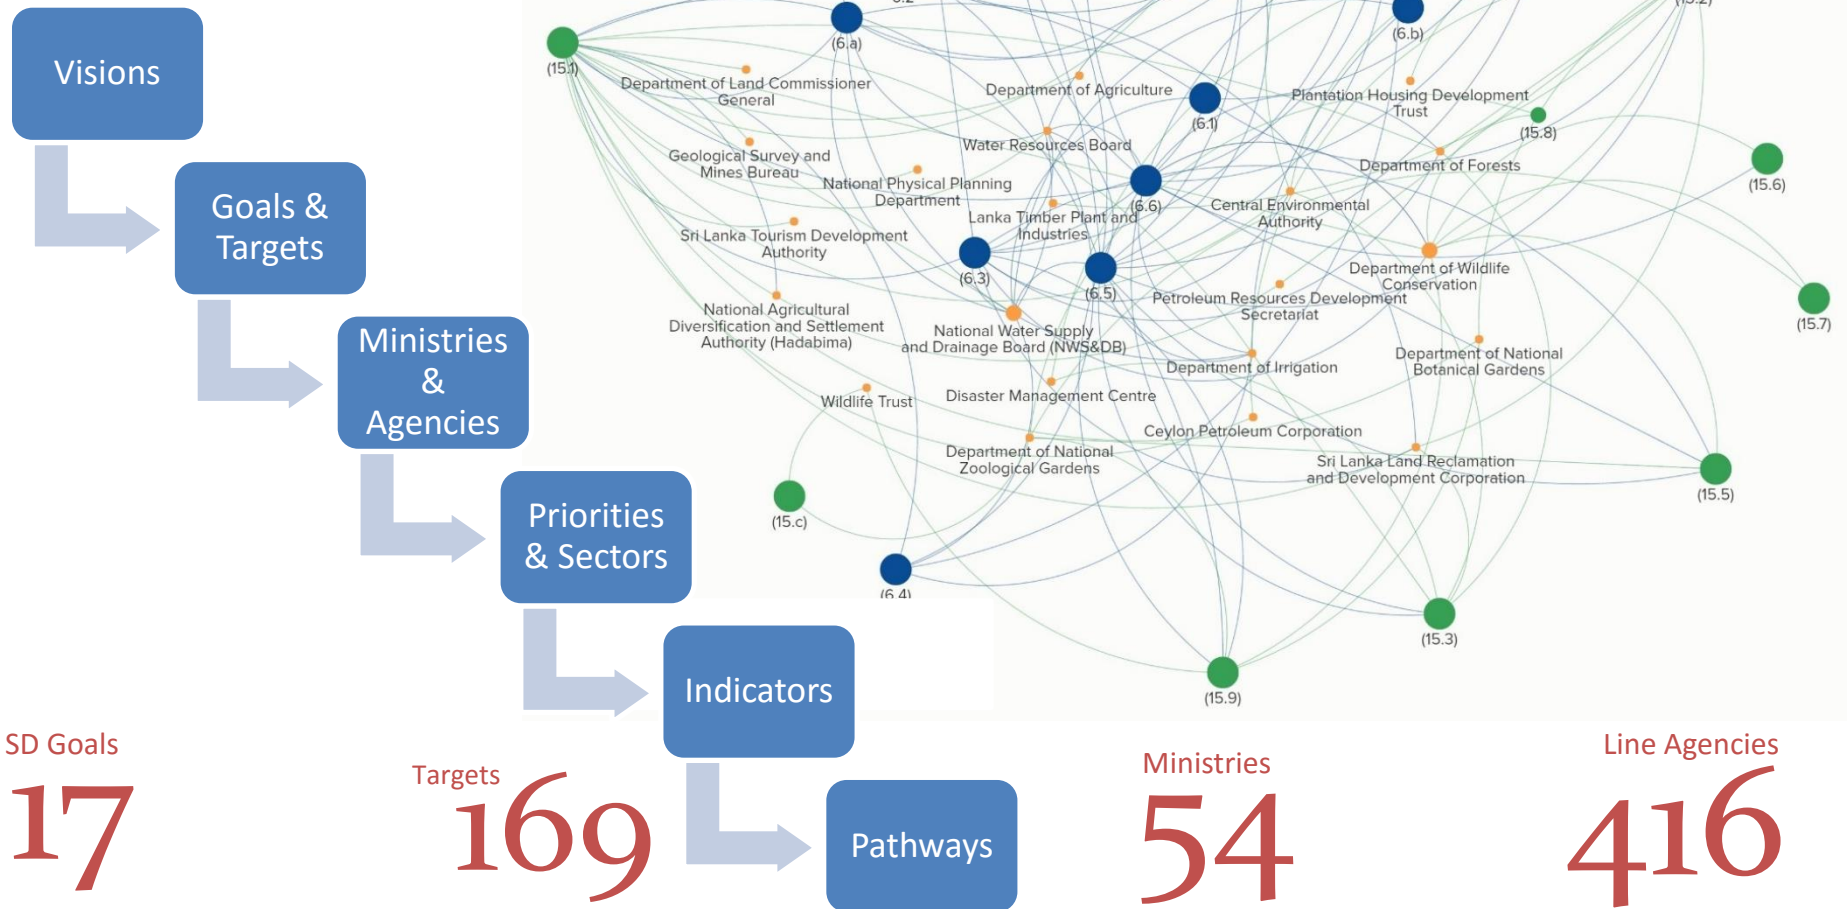 Visions
Goals &
Targets
Ministries
&
Agencies
Priorities
& Sectors
Indicators
Pathways
(6.a)
(6.b)
(15.1)
Department of Land Commissioner
General
Department of Agriculture
(6.1)
Plantation Housing Development
Trust
(15.8)
Geological Survey and
Mines Bureau
Water Resources Board
Department of Forests
(15.6)
National Physical Planning
Department
(6.6)
Central Environmental
Authority
Lanka Timber Plant and
Industries
Sri Lanka Tourism Development
Authority
(6.3)
(6.5)
Department of Wildlife
Conservation
Petroleum Resources Development
Secretariat
(15.7)
National Agricultural
Diversification and Settlement
Authority (Hadabima)
National Water Supply
and Drainage Board (NWS&DB)
Department of Irrigation
Department of National
Botanical Gardens
Wildlife Trust
Disaster Management Centre
Ceylon Petroleum Corporation
Department of National
Zoological Gardens
Sri Lanka Land Reclamation
and Development Corporation
(15.5)
(15.c)
(6.4)
(15.3)
(15.9)
SD Goals
17
Targets
169
Ministries
54
Line Agencies
416